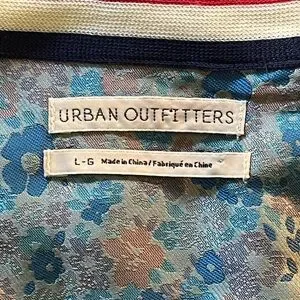 URBAN OUTFITTERS
L-G Made in China / Fabriqué en Chine